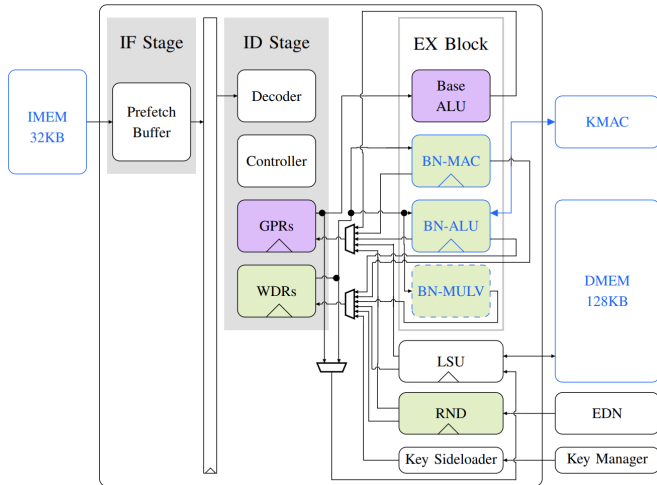 IF Stage
ID Stage
EX Block
IMEM
32KB
Prefetch
Buffer
Decoder
Controller
GPRs
WDRs
Base
ALU
BN-MAC
BN-ALU
BN-MULV
LSU
RND
Key Sideloader
KMAC
DMEM
128KB
EDN
Key Manager